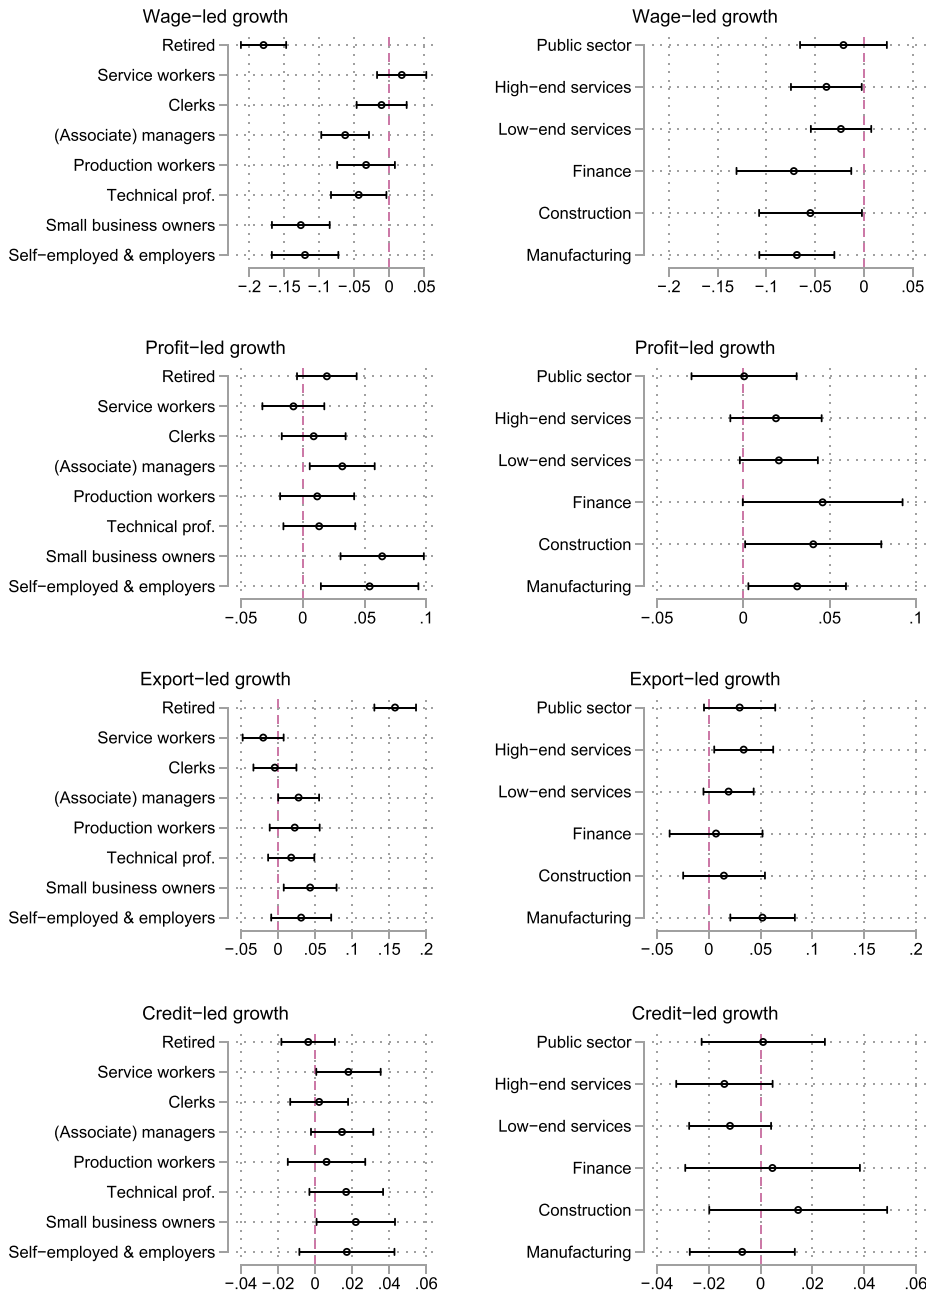 Wage−led growth
Retired
Service workers
Clerks
(Associate) managers
Production workers
Technical prof.
Small business owners
Self−employed & employers
−.2 −.15 −.1 −.05 0 .05
Wage−led growth
Public sector
High−end services
Low−end services
Finance
Construction
Manufacturing
−.2 −.15 −.1 −.05 0 .05
Profit−led growth
Retired
Service workers
Clerks
(Associate) managers
Production workers
Technical prof.
Small business owners
Self−employed & employers
−.05 0 .05 .1
Profit−led growth
Public sector
High−end services
Low−end services
Finance
Construction
Manufacturing
−.05 0 .05 .1
Export−led growth
Retired
Service workers
Clerks
(Associate) managers
Production workers
Technical prof.
Small business owners
Self−employed & employers
−.05 0 .05 .1 .15 .2
Export−led growth
Public sector
High−end services
Low−end services
Finance
Construction
Manufacturing
−.05 0 .05 .1 .15 .2
Credit−led growth
Retired
Service workers
Clerks
(Associate) managers
Production workers
Technical prof.
Small business owners
Self−employed & employers
−.04 −.02 0 .02 .04 .06
Credit−led growth
Public sector
High−end services
Low−end services
Finance
Construction
Manufacturing
−.04 −.02 0 .02 .04 .06